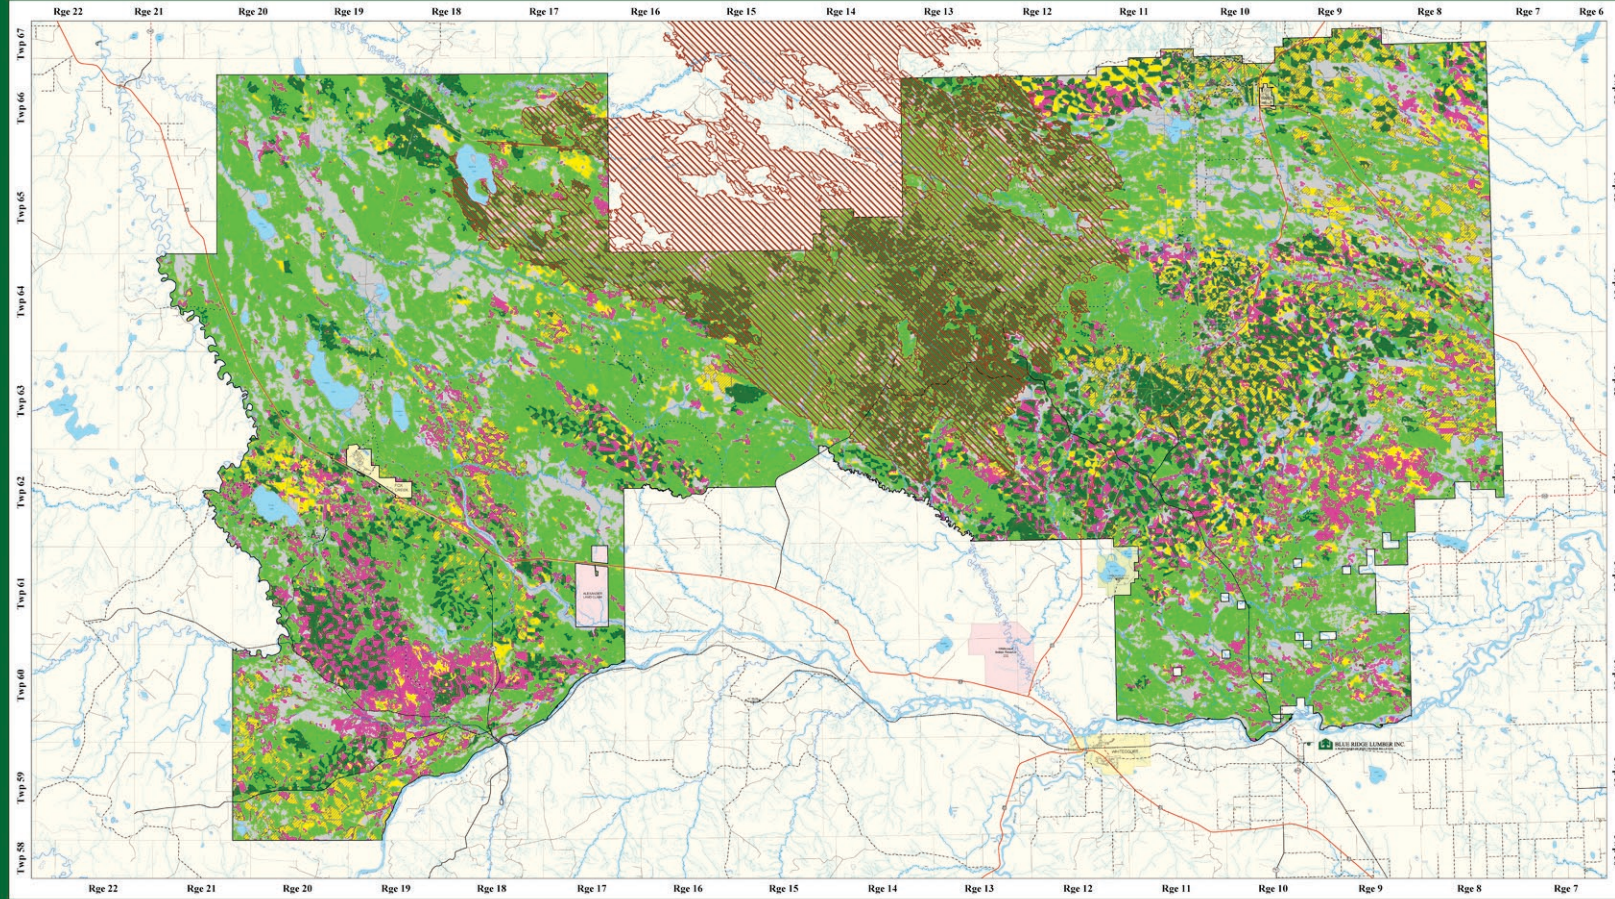 Rge 22 Rge 21 Rge 20 Rge 19 Rge 18 Rge 17 Rge 16 Rge 15 Rge 14 Rge 13 Rge 12 Rge 11 Rge 10 Rge 9 Rge 8 Rge 7 Rge 6
Twp 67
Twp 66
Twp 65
Twp 64
Twp 63
Twp 62
Twp 61
Twp 60
Twp 59
Twp 58
FOX CREEK
WHITECOURT
BLUE RIDGE LUMBER INC.
Rge 22 Rge 21 Rge 20 Rge 19 Rge 18 Rge 17 Rge 16 Rge 15 Rge 14 Rge 13 Rge 12 Rge 11 Rge 10 Rge 9 Rge 8 Rge 7